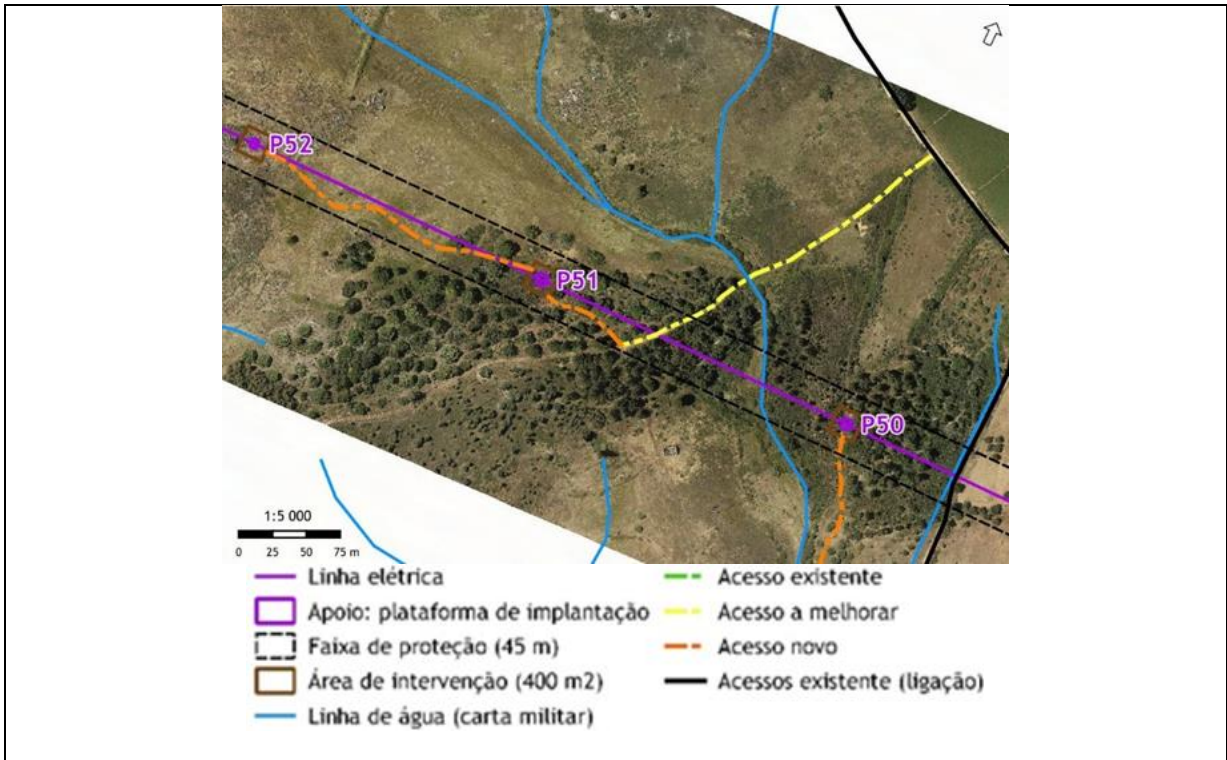 P52
P51
P50
1:5 000
0 25 50 75 m
Linha elétrica
Apoio: plataforma de implantação
Faixa de proteção (45 m)
Área de intervenção (400 m2)
Linha de água (carta militar)
Acesso existente
Acesso a melhorar
Acesso novo
Acessos existente (ligação)